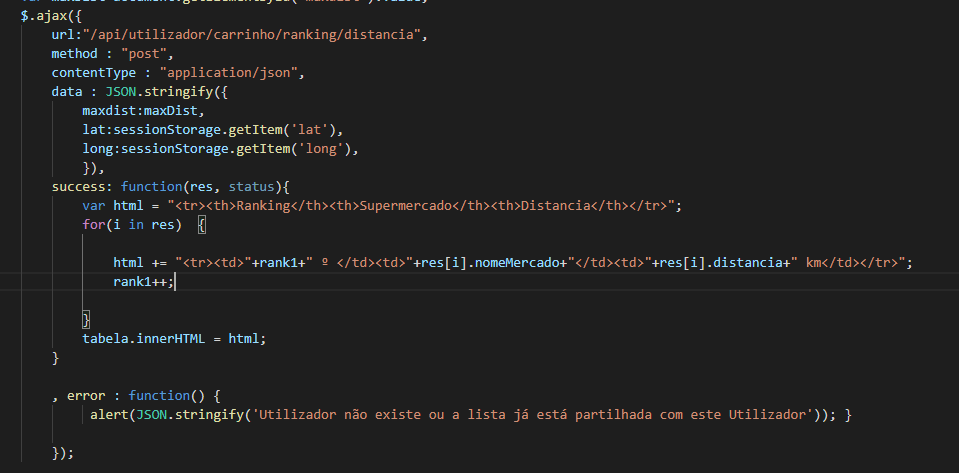 $.ajax({
url:"/api/utilizador/carrinho/ranking/distancia",
method : "post",
contentType : "application/json",
data : JSON.stringify({
maxdist:maxDist,
lat:sessionStorage.getItem('lat'),
long:sessionStorage.getItem('long'),
}),
success: function(res, status){
var html = "<tr><th>Ranking</th><th>Supermercado</th><th>Distancia</th></tr>";
for(i in res) {
html += "<tr><td>"+rank1+" º </td><td>"+res[i].nomeMercado+"</td><td>"+res[i].distancia+" km</td></tr>";
rank1++;
}
tabela.innerHTML = html;
}
, error : function() {
alert(JSON.stringify('Utilizador não existe ou a lista já está partilhada com este Utilizador')); }
});